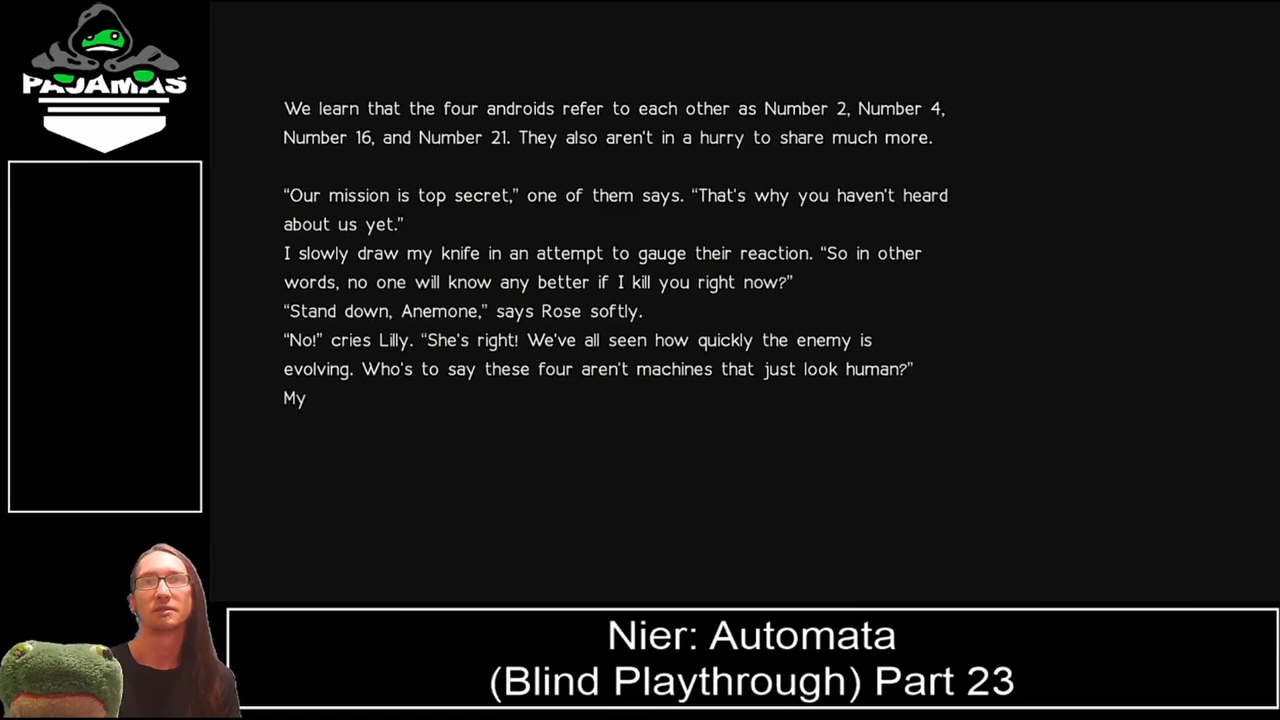 PAJAMAS
We learn that the four androids refer to each other as Number 2, Number 4,
Number 16, and Number 21. They also aren't in a hurry to share much more.
“Our mission is top secret,” one of them says. “That's why you haven't heard
about us yet.”
I slowly draw my knife in an attempt to gauge their reaction. “So in other
words, no one will know any better if I kill you right now?”
“Stand down, Anemone,” says Rose softly.
“No!” cries Lilly. “She's right! We've all seen how quickly the enemy is
evolving. Who's to say these four aren't machines that just look human?”
My
Nier: Automata
(Blind Playthrough) Part 23